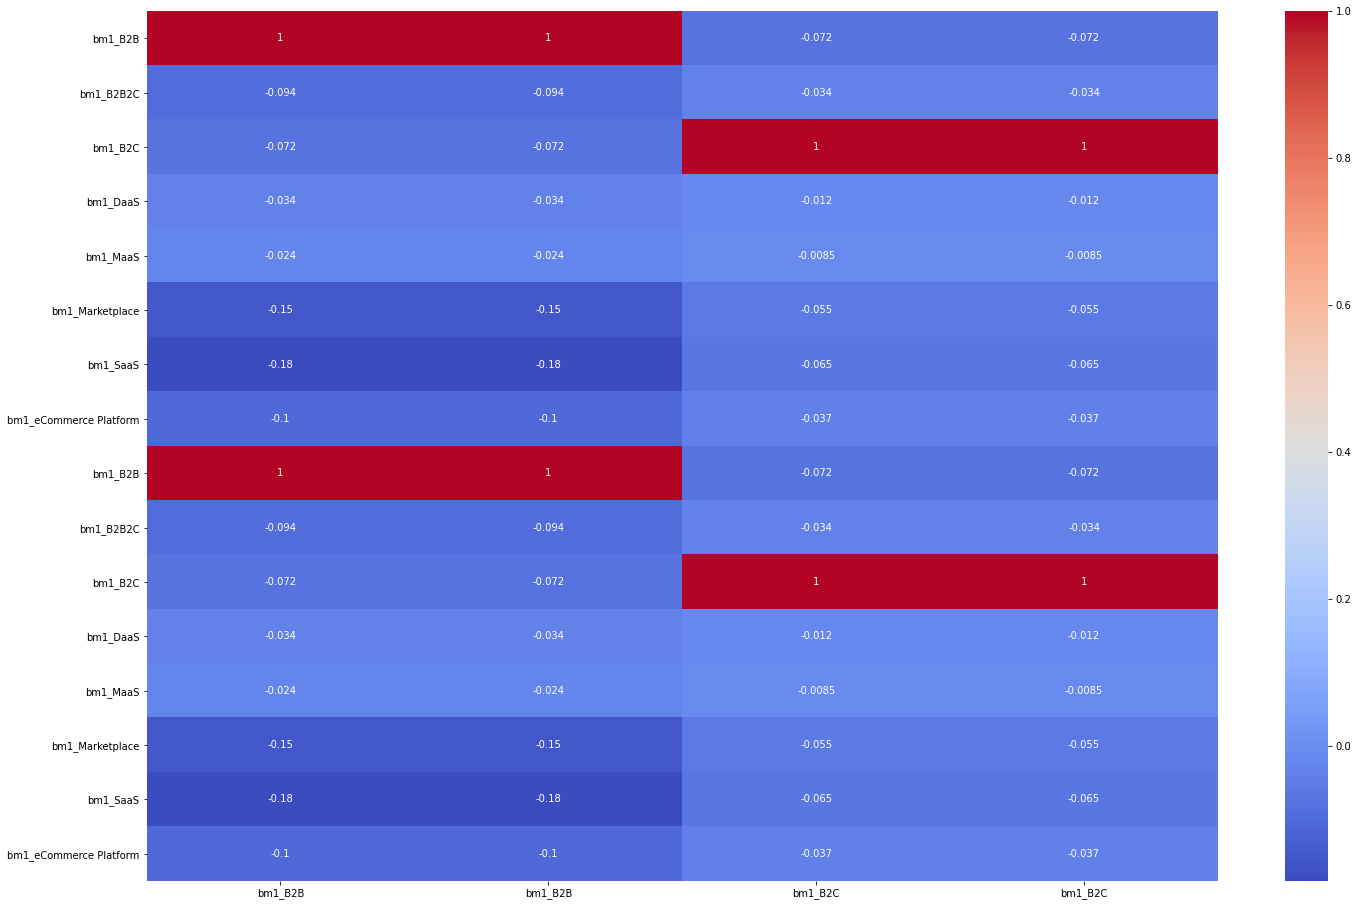 bm1_B2B 1 1 -0.072 -0.072
bm1_B2B2C -0.094 -0.094 -0.034 -0.034
bm1_B2C -0.072 -0.072 1 1
bm1_DaaS -0.034 -0.034 -0.012 -0.012
bm1_MaaS -0.024 -0.024 -0.0085 -0.0085
bm1_Marketplace -0.15 -0.15 -0.055 -0.055
bm1_SaaS -0.18 -0.18 -0.065 -0.065
bm1_eCommerce Platform -0.1 -0.1 -0.037 -0.037
bm1_B2B 1 1 -0.072 -0.072
bm1_B2B2C -0.094 -0.094 -0.034 -0.034
bm1_B2C -0.072 -0.072 1 1
bm1_DaaS -0.034 -0.034 -0.012 -0.012
bm1_MaaS -0.024 -0.024 -0.0085 -0.0085
bm1_Marketplace -0.15 -0.15 -0.055 -0.055
bm1_SaaS -0.18 -0.18 -0.065 -0.065
bm1_eCommerce Platform -0.1 -0.1 -0.037 -0.037
bm1_B2B bm1_B2B bm1_B2C bm1_B2C
1.0
0.8
0.6
0.4
0.2
0.0